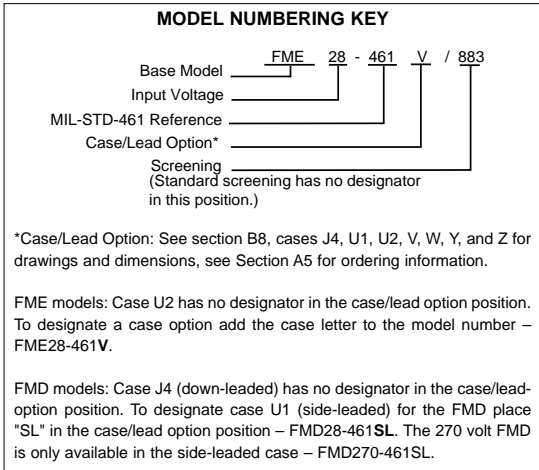 MODEL NUMBERING KEY
FME 28 - 461 V / 883
Base Model
Input Voltage
MIL-STD-461 Reference
Case/Lead Option*
Screening
(Standard screening has no designator
in this position.)
*Case/Lead Option: See section B8, cases J4, U1, U2, V, W, Y, and Z for
drawings and dimensions, see Section A5 for ordering information.
FME models: Case U2 has no designator in the case/lead option position.
To designate a case option add the case letter to the model number –
FME28-461V.
FMD models: Case J4 (down-leaded) has no designator in the case/lead-
option position. To designate case U1 (side-leaded) for the FMD place
"SL" in the case/lead option position – FMD28-461SL. The 270 volt FMD
is only available in the side-leaded case – FMD270-461SL.